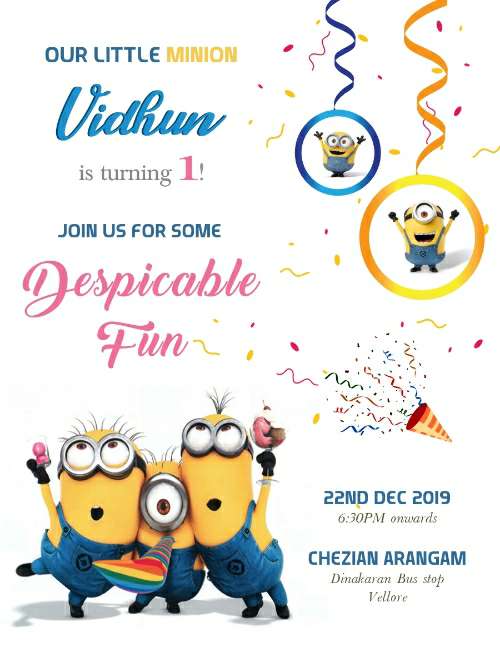 OUR LITTLE MINION
Vidhun
is turning 1!
JOIN US FOR SOME
Despicable
Fun
22ND DEC 2019
6:30PM onwards
CHEZIAN ARANGAM
Dinakaran Bus stop
Vellore